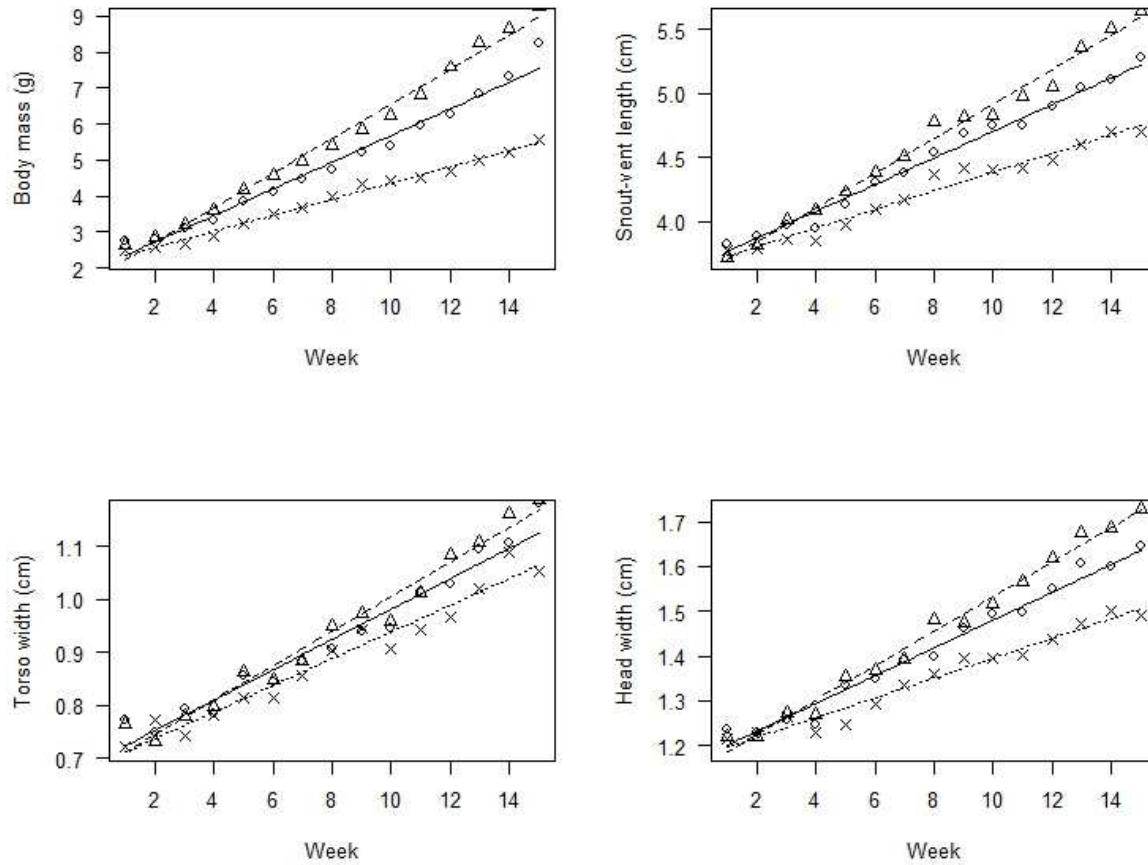 Body mass (g)
9
8
7
6
5
4
3
2
2 4 6 8 10 12 14
Week
Snout-vent length (cm)
5.5
5.0
4.5
4.0
2 4 6 8 10 12 14
Week
Torso width (cm)
1.1
1.0
0.9
0.8
0.7
2 4 6 8 10 12 14
Week
Head width (cm)
1.7
1.6
1.5
1.4
1.3
1.2
2 4 6 8 10 12 14
Week